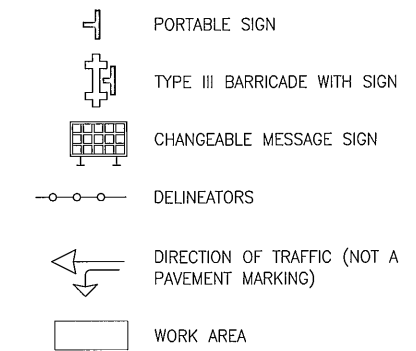 PORTABLE SIGN
TYPE III BARRICADE WITH SIGN
CHANGEABLE MESSAGE SIGN
DELINEATORS
DIRECTION OF TRAFFIC (NOT A
PAVEMENT MARKING)
WORK AREA